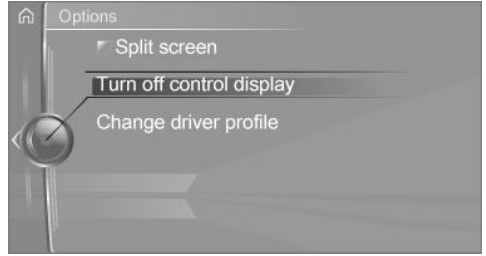 Options
Split screen
Turn off control display
Change driver profile